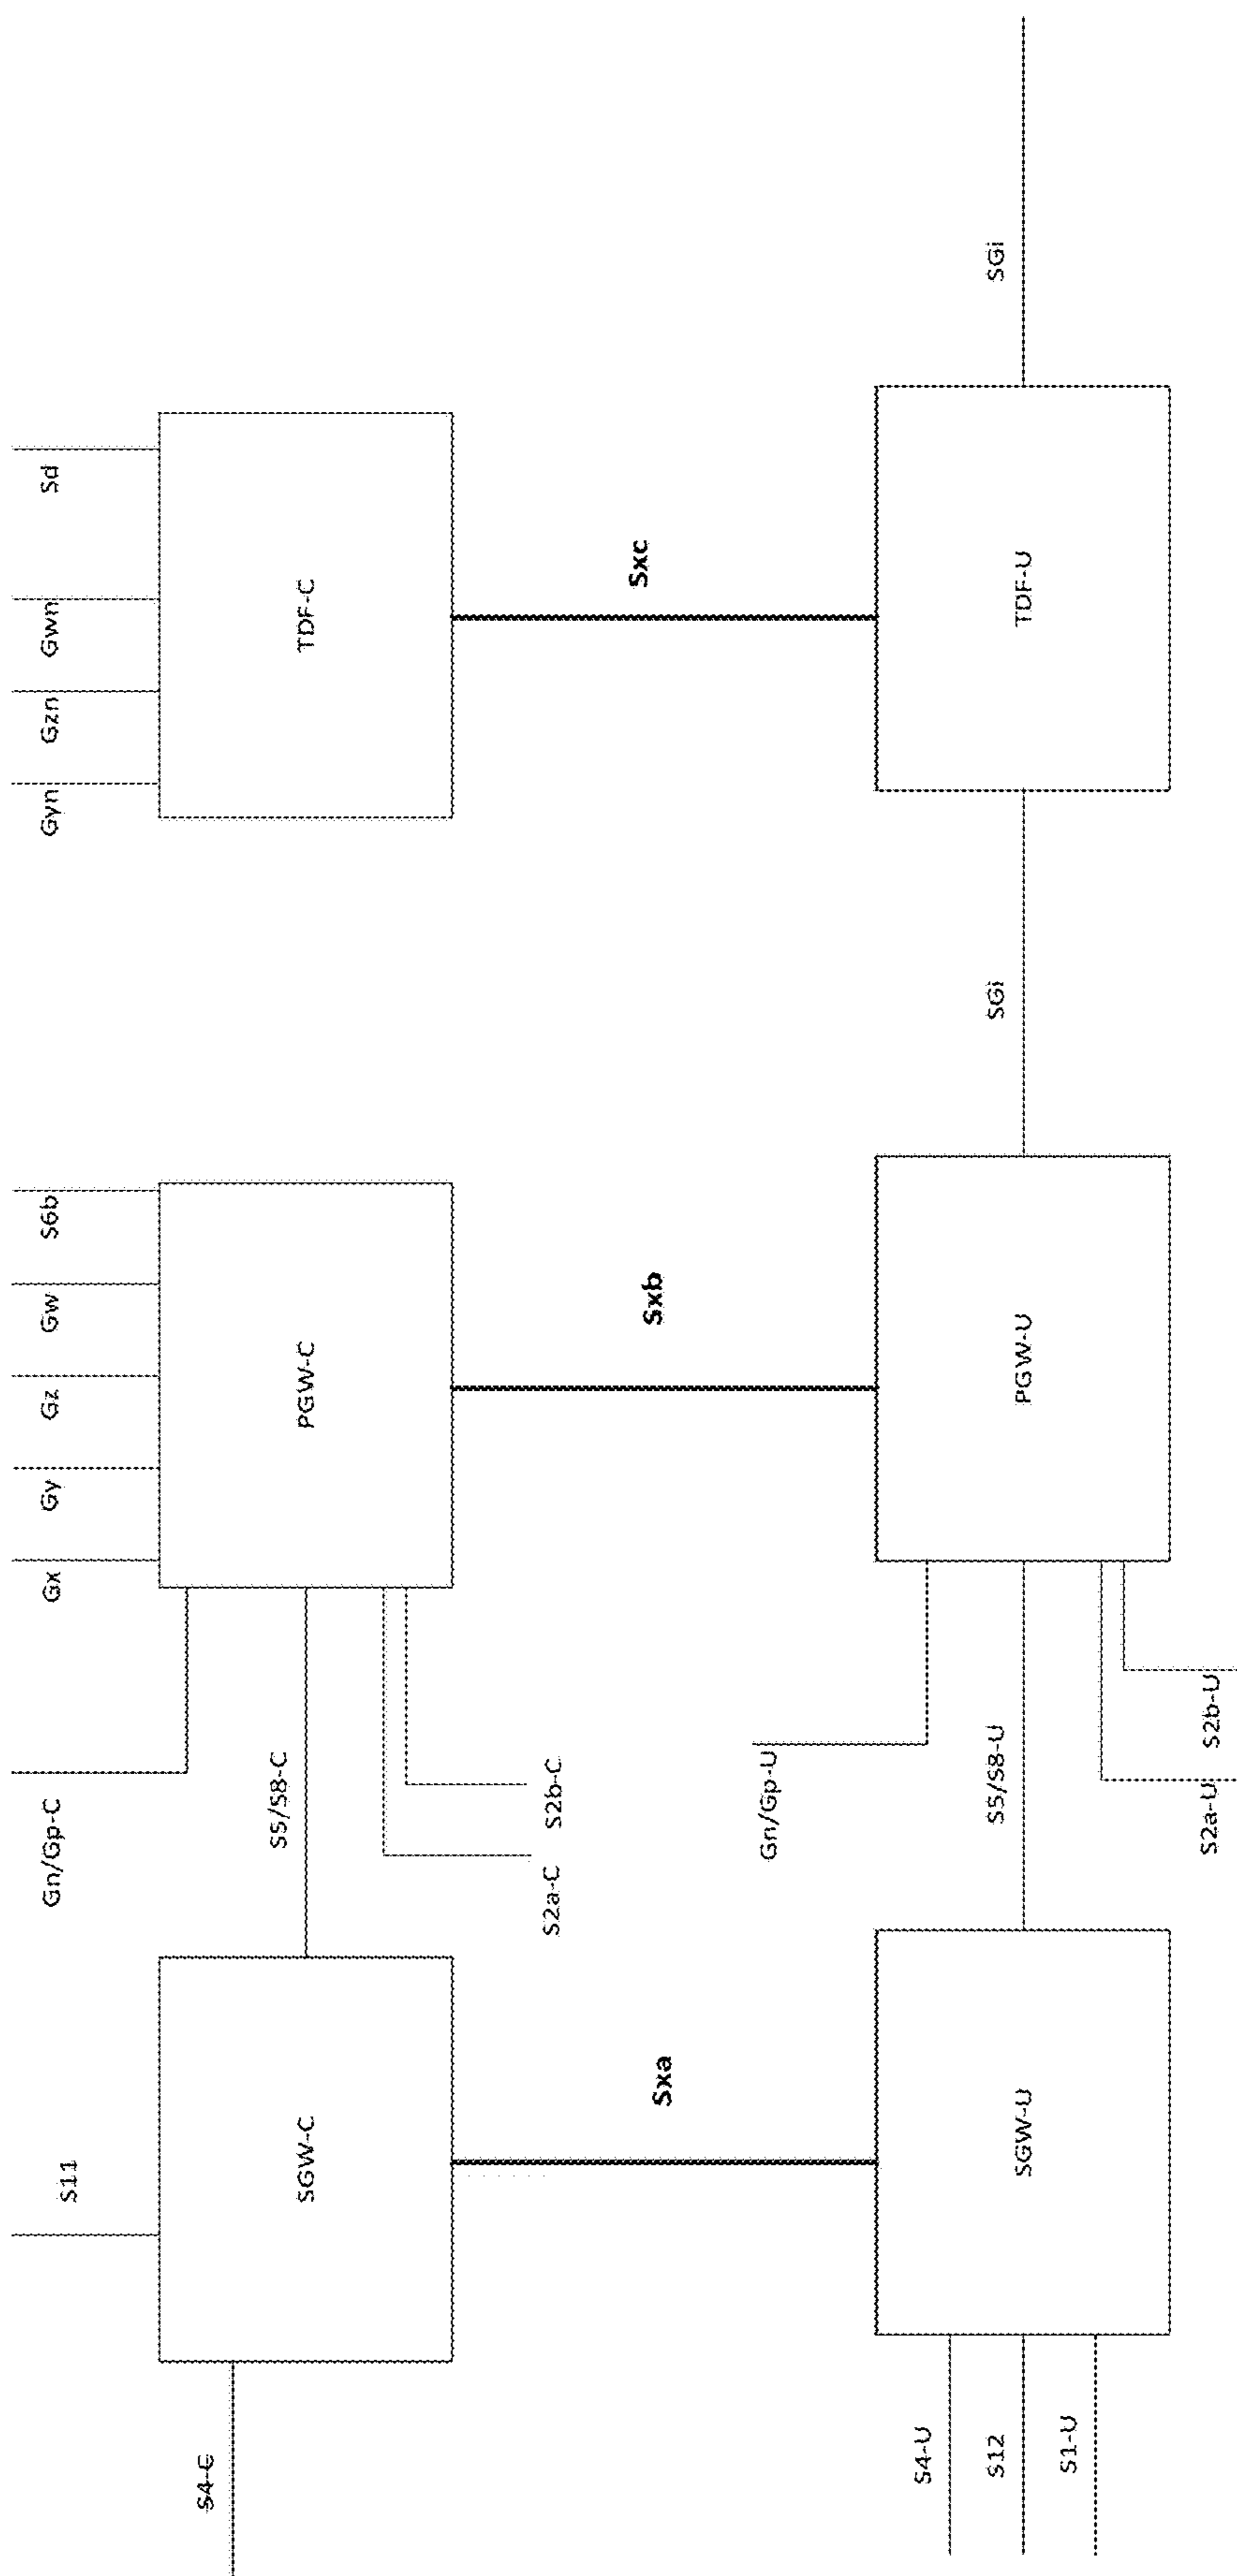 S11
Gn/Gp-C
Gx
Gy
Gz
Gw
S6b
Gyn
Gzn
Gwn
Sd
S4-C
SGW-C
S5/S8-C
PGW-C
TDF-C
S2a-C
S2b-C
Sxa
Sxb
Sxc
Gn/Gp-U
S4-U
S12
S1-U
SGW-U
S5/S8-U
PGW-U
SGi
TDF-U
SGi
S2a-U
S2b-U